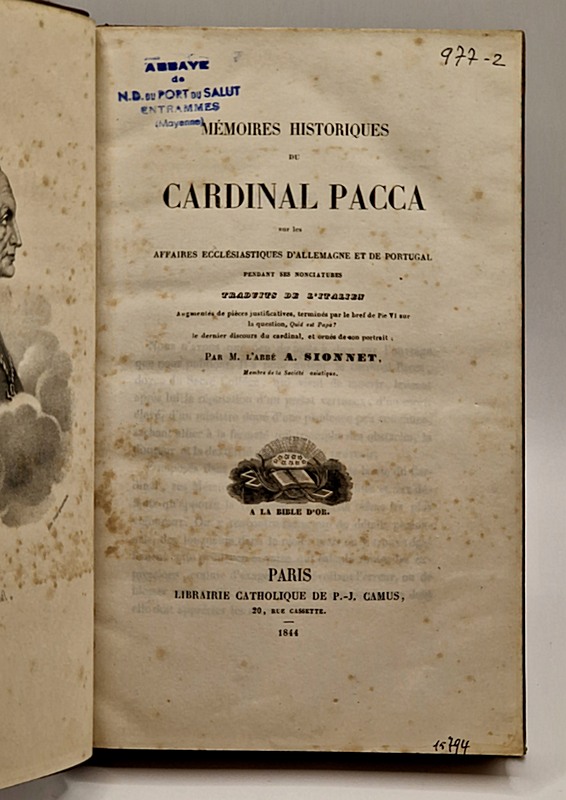 977-2
ABBAYE
de
N.D. DU PORT DU SALUT
ENTRAMMES
(Mayenne)
MÉMOIRES HISTORIQUES
DU
CARDINAL PACCA
sur les
AFFAIRES ECCLÉSIASTIQUES D'ALLEMAGNE ET DE PORTUGAL
PENDANT SES NONCIATURES
TRADUITS DE L'ITALIEN
Augmentés de pièces justificatives, terminés par le bref de Pie VI sur
la question, Quid est Papa?
le dernier discours du cardinal, et ornés de son portrait;
PAR M. L'ABBÉ A. SIONNET,
Membre de la Société asiatique.
A LA BIBLE D'OR.
PARIS
LIBRAIRIE CATHOLIQUE DE P.-J. CAMUS,
20, RUE CASSETTE.
1844
15794